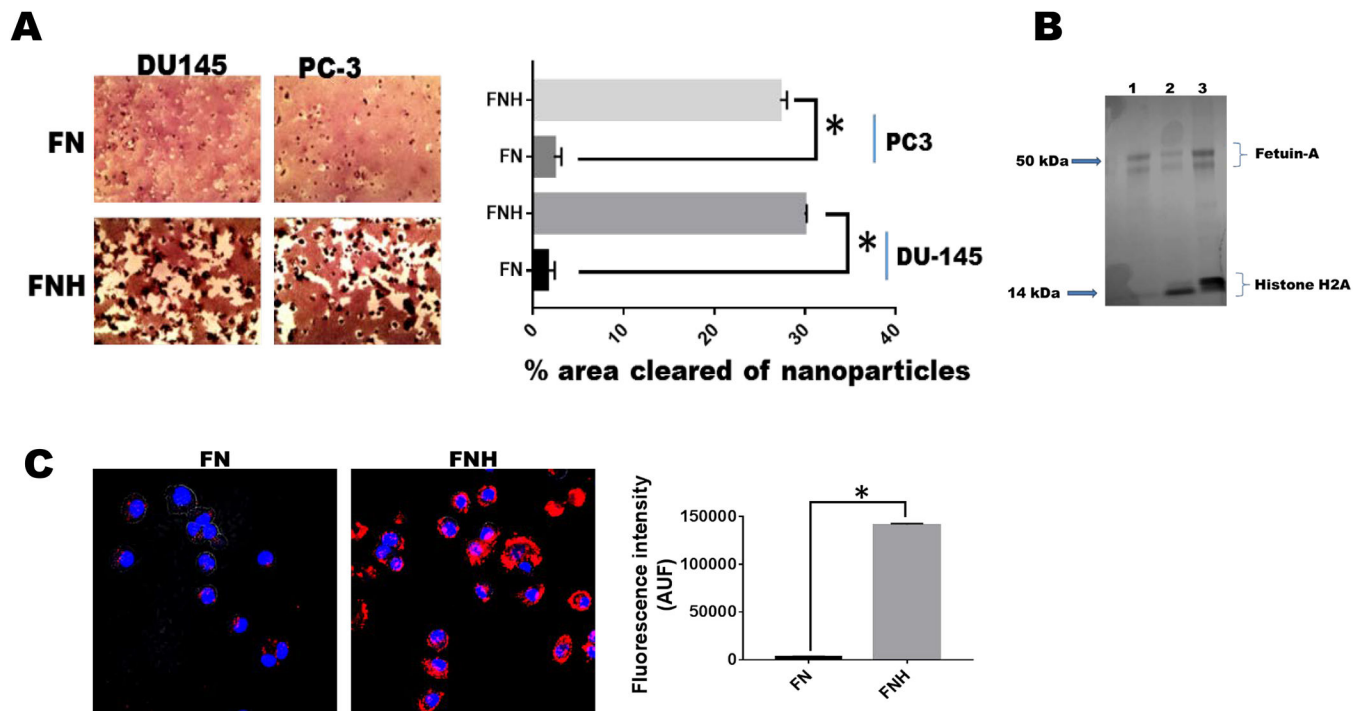 A
DU145
PC-3
FN
FNH
FNH
FN
FNH
FN
*
*
PC3
DU-145
0
10
20
30
40
% area cleared of nanoparticles
B
1 2 3
50 kDa
Fetuin-A
14 kDa
Histone H2A
C
FN
FNH
Fluorescence intensity
(AUF)
150000
100000
50000
0
*
FN
FNH